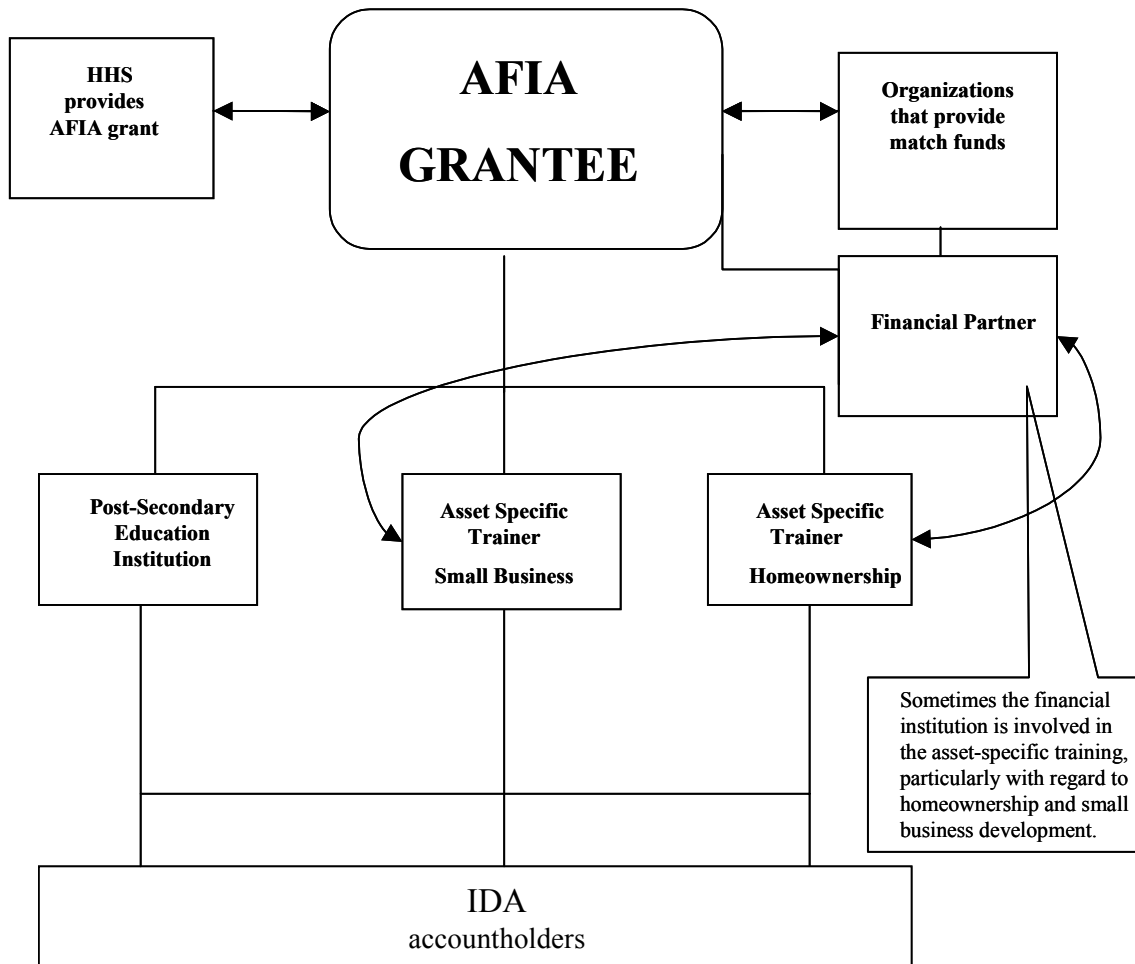 HHS
provides
AFIA grant
AFIA
GRANTEE
Organizations
that provide
match funds
Financial Partner
Post-Secondary
Education
Institution
Asset Specific
Trainer
Small Business
Asset Specific
Trainer
Homeownership
Sometimes the financial
institution is involved in
the asset-specific training,
particularly with regard to
homeownership and small
business development.
IDA
accountholders